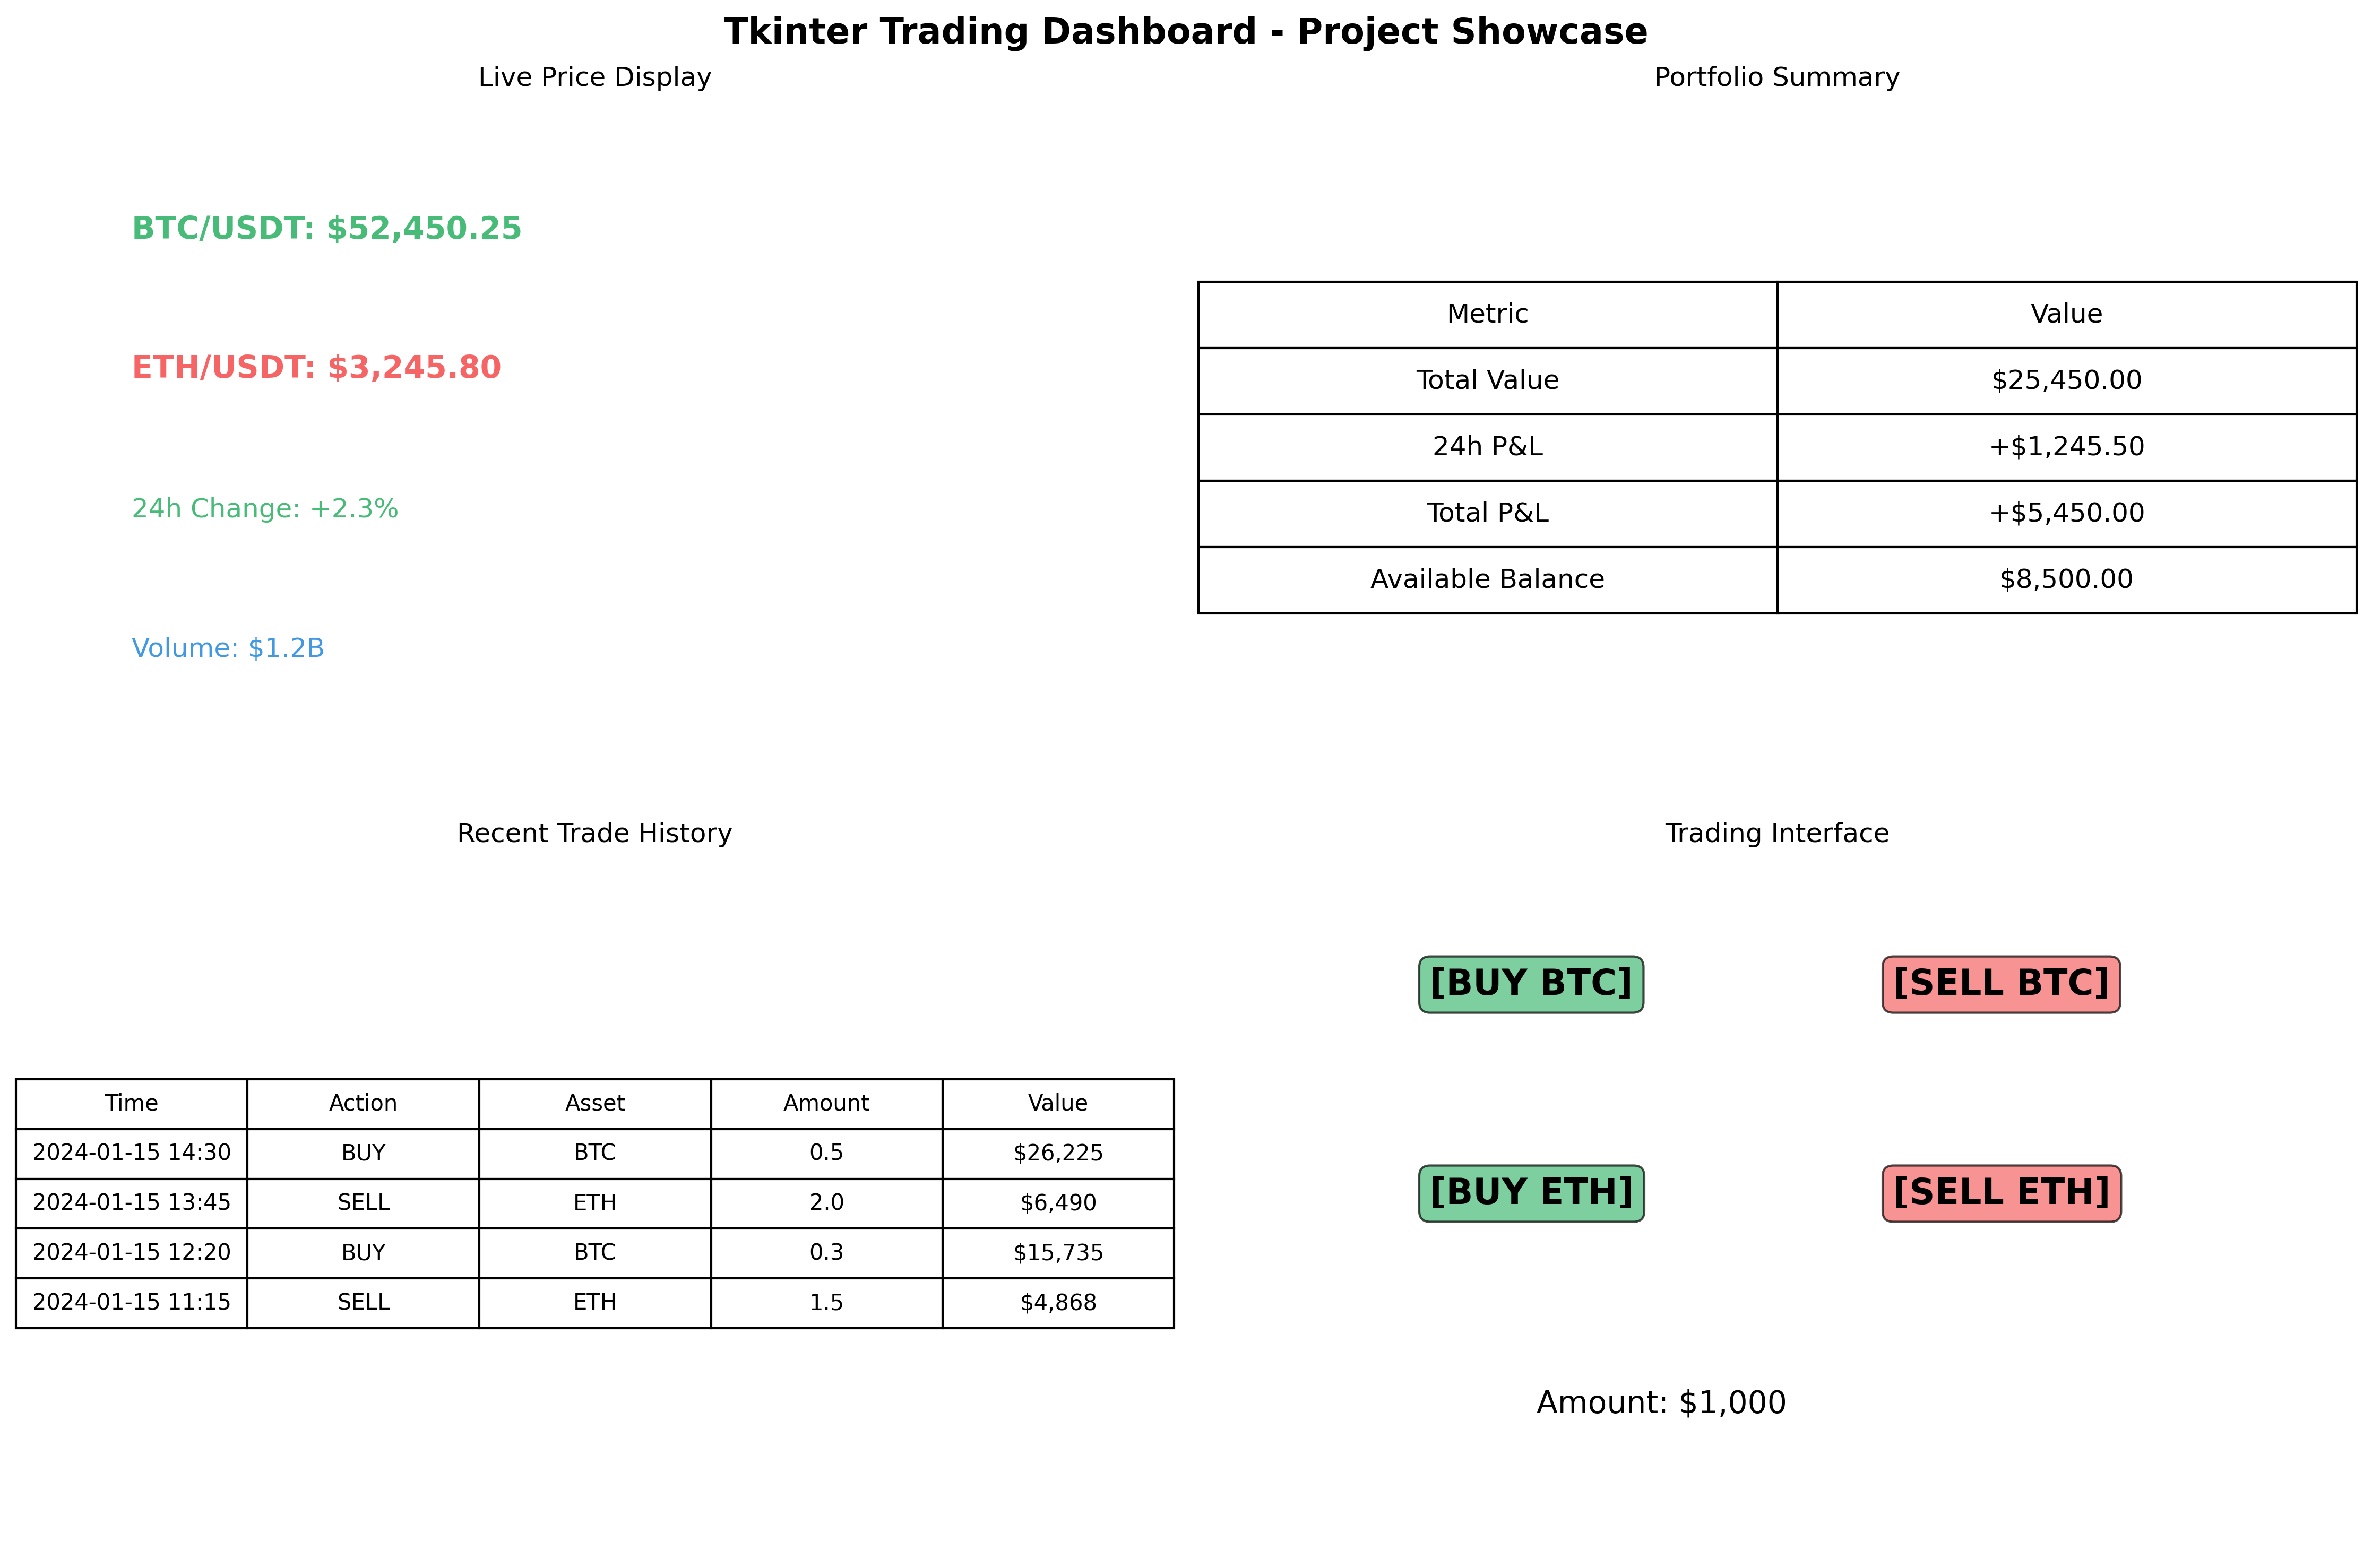 Tkinter Trading Dashboard - Project Showcase
Live Price Display
BTC/USDT: $52,450.25
ETH/USDT: $3,245.80
24h Change: +2.3%
Volume: $1.2B
Portfolio Summary
Metric Value
Total Value $25,450.00
24h P&L +$1,245.50
Total P&L +$5,450.00
Available Balance $8,500.00
Recent Trade History
Time Action Asset Amount Value
2024-01-15 14:30 BUY BTC 0.5 $26,225
2024-01-15 13:45 SELL ETH 2.0 $6,490
2024-01-15 12:20 BUY BTC 0.3 $15,735
2024-01-15 11:15 SELL ETH 1.5 $4,868
Trading Interface
[BUY BTC] [SELL BTC]
[BUY ETH] [SELL ETH]
Amount: $1,000